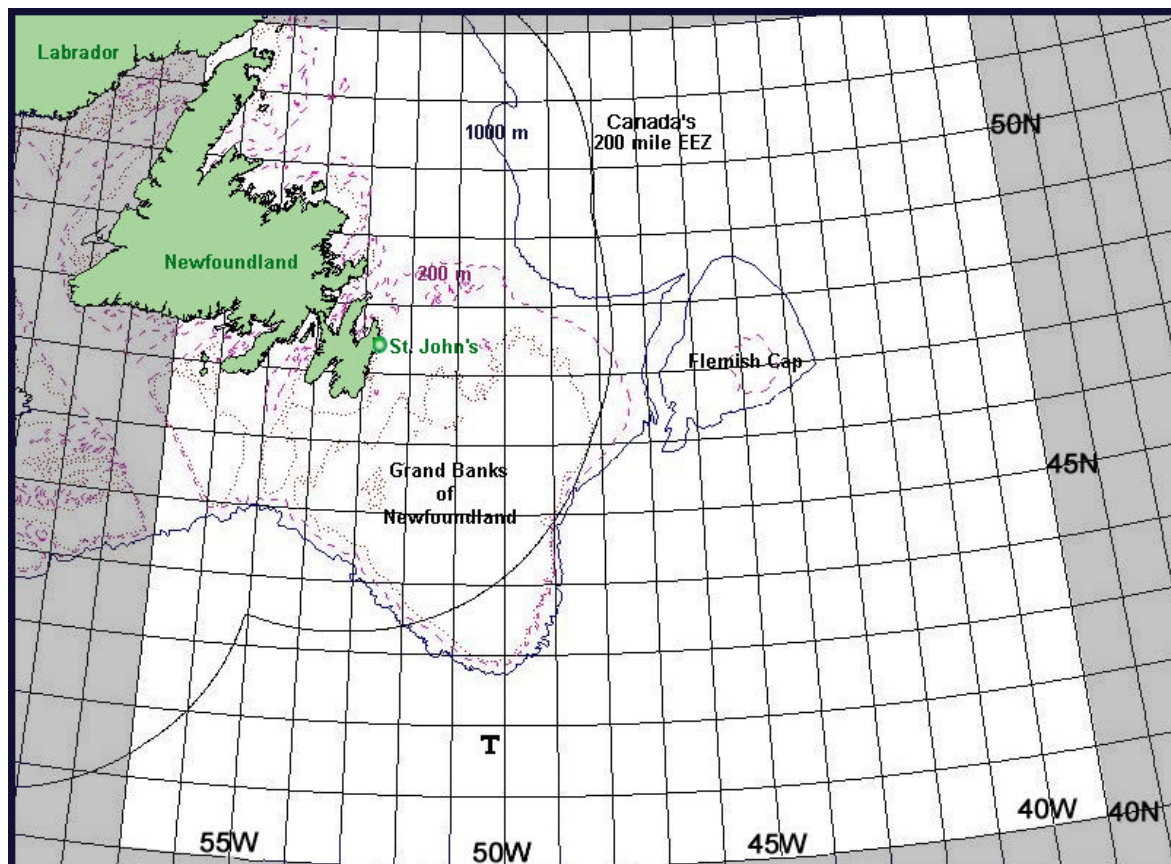 Labrador
1000 m
Canada's
200 mile EEZ
50N
Newfoundland
200 m
St. John's
Flemish Cap
45N
Grand Banks
of
Newfoundland
T
55W
50W
45W
40W
40N